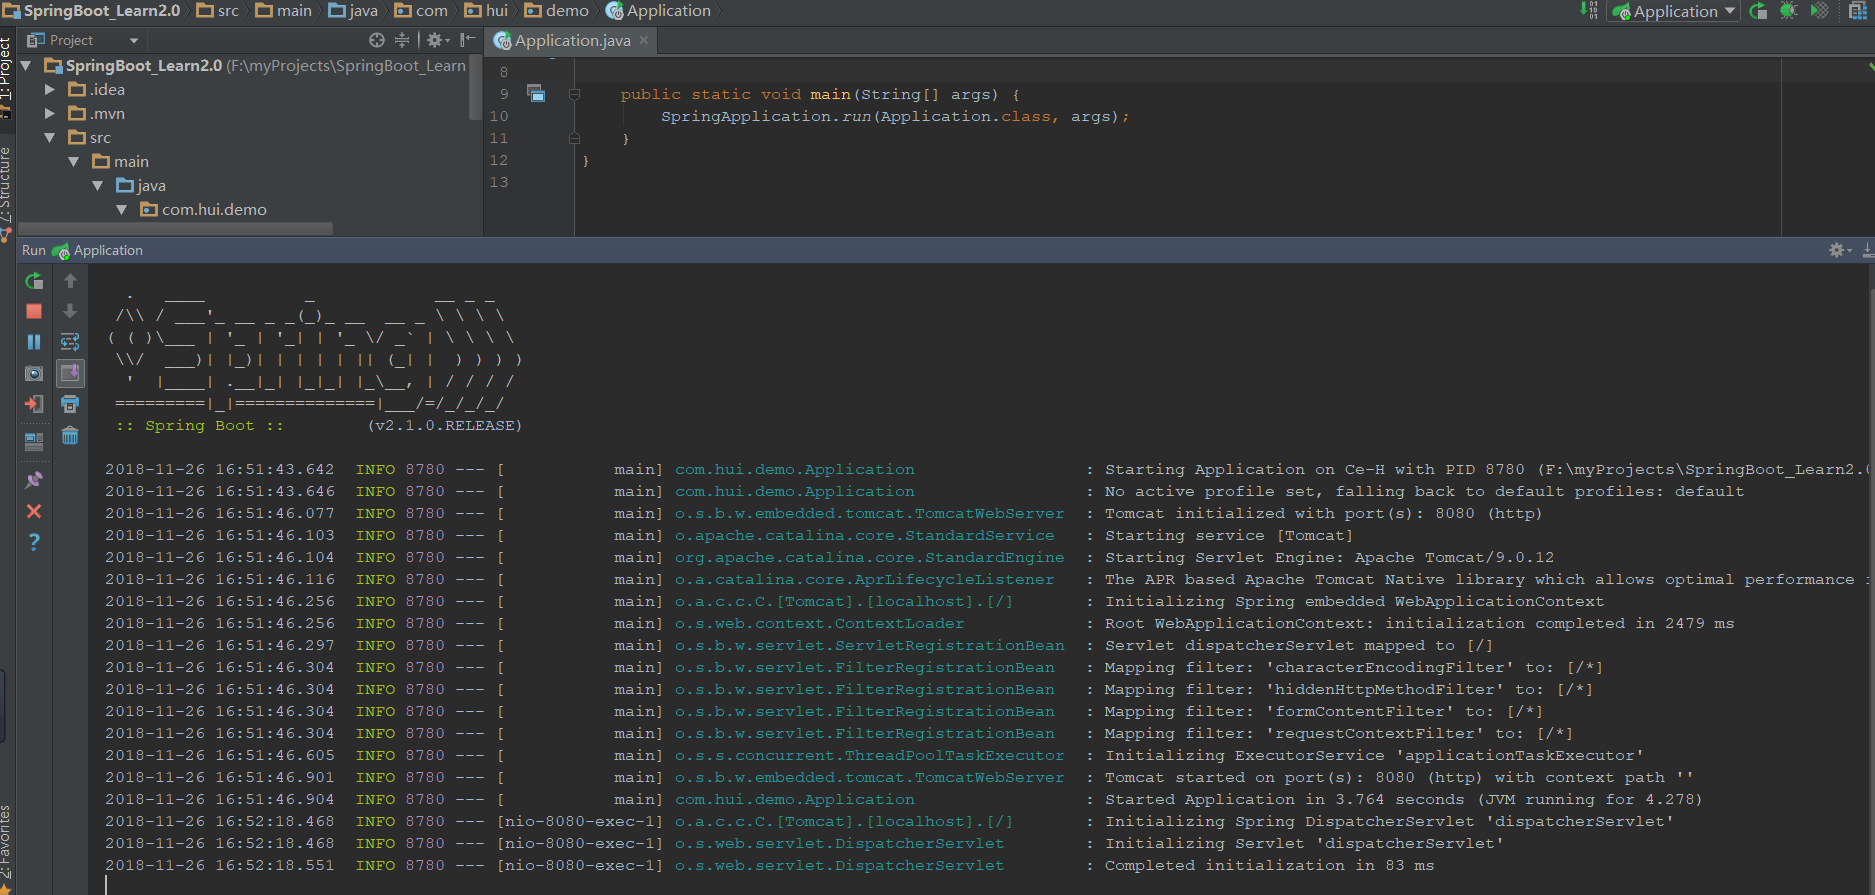 SpringBoot_Learn2.0 src main java com hui demo Application
Application
Project
Application.java
1: Project
SpringBoot_Learn2.0 (F:\myProjects\SpringBoot_Learn
.idea
.mvn
src
main
java
com.hui.demo
Z: Structure
8
9 public static void main(String[] args) {
10 SpringApplication.run(Application.class, args);
11 }
12 }
13
Run Application
  .   ____          _            __ _ _
 /\\ / ___'_ __ _ _(_)_ __  __ _ \ \ \ \
( ( )\___ | '_ | '_| | '_ \/ _` | \ \ \ \
 \\/  ___)| |_)| | | | | || (_| |  ) ) ) )
  '  |____| .__|_| |_|_| |_\__, | / / / /
 =========|_|==============|___/=/_/_/_/
 :: Spring Boot ::        (v2.1.0.RELEASE)
2018-11-26 16:51:43.642  INFO 8780 --- [           main] com.hui.demo.Application                 : Starting Application on Ce-H with PID 8780 (F:\myProjects\SpringBoot_Learn2.0
2018-11-26 16:51:43.646  INFO 8780 --- [           main] com.hui.demo.Application                 : No active profile set, falling back to default profiles: default
2018-11-26 16:51:46.077  INFO 8780 --- [           main] o.s.b.w.embedded.tomcat.TomcatWebServer  : Tomcat initialized with port(s): 8080 (http)
2018-11-26 16:51:46.103  INFO 8780 --- [           main] o.apache.catalina.core.StandardService   : Starting service [Tomcat]
2018-11-26 16:51:46.104  INFO 8780 --- [           main] org.apache.catalina.core.StandardEngine  : Starting Servlet Engine: Apache Tomcat/9.0.12
2018-11-26 16:51:46.116  INFO 8780 --- [           main] o.a.catalina.core.AprLifecycleListener   : The APR based Apache Tomcat Native library which allows optimal performance
2018-11-26 16:51:46.256  INFO 8780 --- [           main] o.a.c.c.C.[Tomcat].[localhost].[/]       : Initializing Spring embedded WebApplicationContext
2018-11-26 16:51:46.256  INFO 8780 --- [           main] o.s.web.context.ContextLoader            : Root WebApplicationContext: initialization completed in 2479 ms
2018-11-26 16:51:46.297  INFO 8780 --- [           main] o.s.b.w.servlet.ServletRegistrationBean  : Servlet dispatcherServlet mapped to [/]
2018-11-26 16:51:46.304  INFO 8780 --- [           main] o.s.b.w.servlet.FilterRegistrationBean   : Mapping filter: 'characterEncodingFilter' to: [/*]
2018-11-26 16:51:46.304  INFO 8780 --- [           main] o.s.b.w.servlet.FilterRegistrationBean   : Mapping filter: 'hiddenHttpMethodFilter' to: [/*]
2018-11-26 16:51:46.304  INFO 8780 --- [           main] o.s.b.w.servlet.FilterRegistrationBean   : Mapping filter: 'formContentFilter' to: [/*]
2018-11-26 16:51:46.304  INFO 8780 --- [           main] o.s.b.w.servlet.FilterRegistrationBean   : Mapping filter: 'requestContextFilter' to: [/*]
2018-11-26 16:51:46.605  INFO 8780 --- [           main] o.s.s.concurrent.ThreadPoolTaskExecutor  : Initializing ExecutorService 'applicationTaskExecutor'
2018-11-26 16:51:46.901  INFO 8780 --- [           main] o.s.b.w.embedded.tomcat.TomcatWebServer  : Tomcat started on port(s): 8080 (http) with context path ''
2018-11-26 16:51:46.904  INFO 8780 --- [           main] com.hui.demo.Application                 : Started Application in 3.764 seconds (JVM running for 4.278)
2018-11-26 16:52:18.468  INFO 8780 --- [nio-8080-exec-1] o.a.c.c.C.[Tomcat].[localhost].[/]       : Initializing Spring DispatcherServlet 'dispatcherServlet'
2018-11-26 16:52:18.468  INFO 8780 --- [nio-8080-exec-1] o.s.web.servlet.DispatcherServlet        : Initializing Servlet 'dispatcherServlet'
2018-11-26 16:52:18.551  INFO 8780 --- [nio-8080-exec-1] o.s.web.servlet.DispatcherServlet        : Completed initialization in 83 ms
2: Favorites